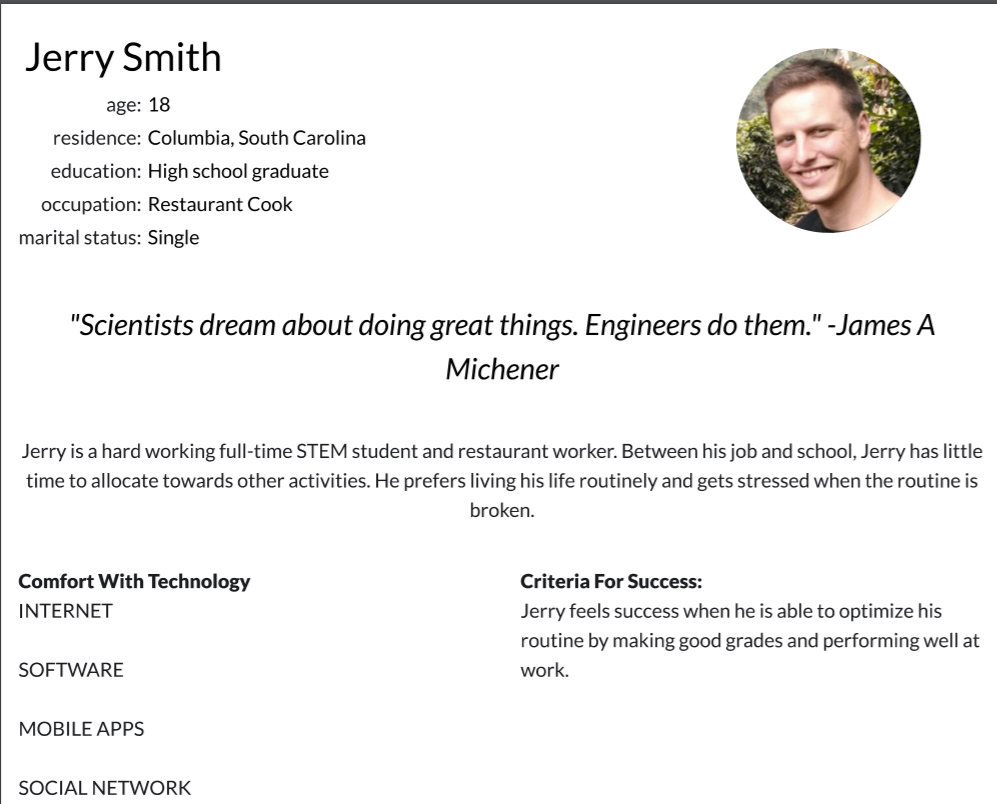 Jerry Smith
age: 18
residence: Columbia, South Carolina
education: High school graduate
occupation: Restaurant Cook
marital status: Single
"Scientists dream about doing great things. Engineers do them." -James A
Michener
Jerry is a hard working full-time STEM student and restaurant worker. Between his job and school, Jerry has little
time to allocate towards other activities. He prefers living his life routinely and gets stressed when the routine is
broken.
Comfort With Technology
INTERNET
SOFTWARE
MOBILE APPS
SOCIAL NETWORK
Criteria For Success:
Jerry feels success when he is able to optimize his
routine by making good grades and performing well at
work.